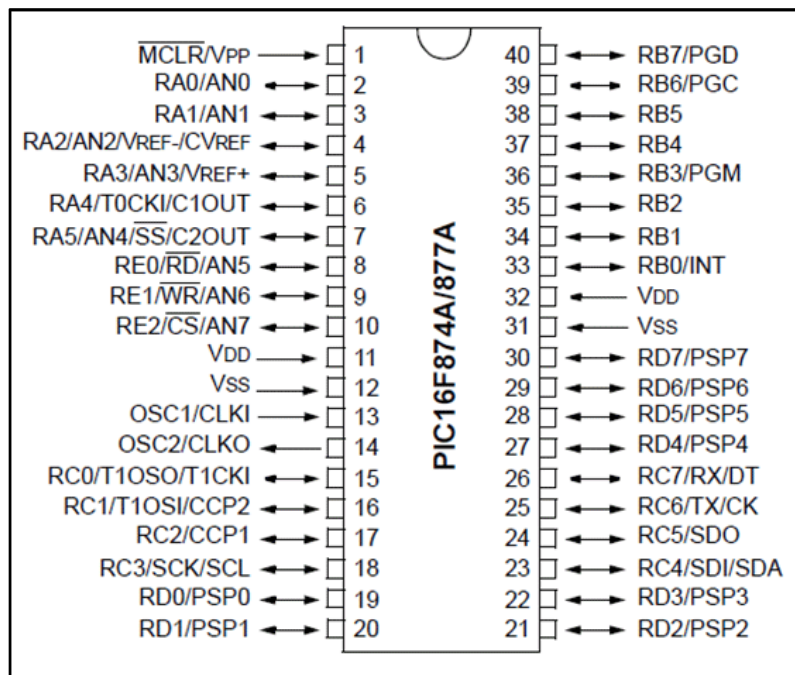 MCLR/VPP 1 40 RB7/PGD
RA0/AN0 2 39 RB6/PGC
RA1/AN1 3 38 RB5
RA2/AN2/VREF-/CVREF 4 37 RB4
RA3/AN3/VREF+ 5 36 RB3/PGM
RA4/T0CKI/C1OUT 6 35 RB2
RA5/AN4/SS/C2OUT 7 34 RB1
RE0/RD/AN5 8 33 RB0/INT
RE1/WR/AN6 9 32 VDD
RE2/CS/AN7 10 31 VSS
VDD 11 30 RD7/PSP7
VSS 12 29 RD6/PSP6
OSC1/CLKI 13 28 RD5/PSP5
OSC2/CLKO 14 27 RD4/PSP4
RC0/T1OSO/T1CKI 15 26 RC7/RX/DT
RC1/T1OSI/CCP2 16 25 RC6/TX/CK
RC2/CCP1 17 24 RC5/SDO
RC3/SCK/SCL 18 23 RC4/SDI/SDA
RD0/PSP0 19 22 RD3/PSP3
RD1/PSP1 20 21 RD2/PSP2
PIC16F874A/877A